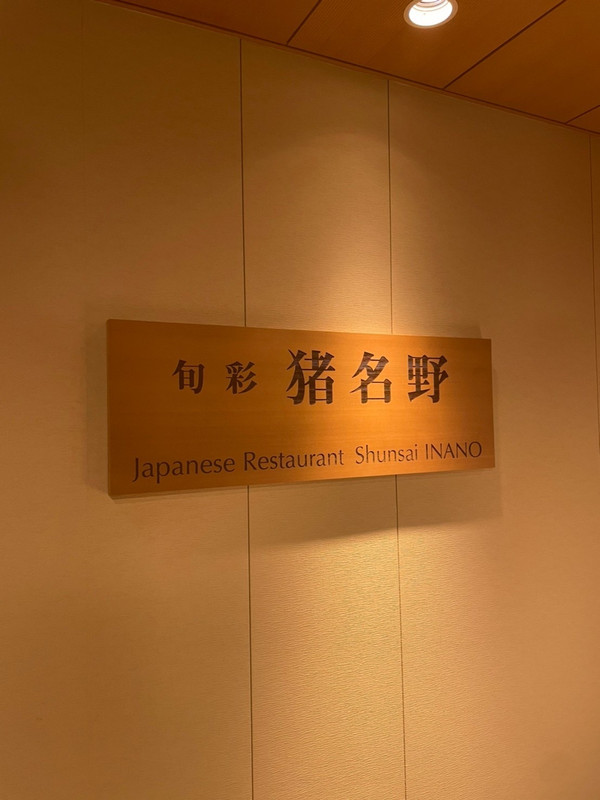 旬彩 猪名野
Japanese Restaurant Shunsai INANO